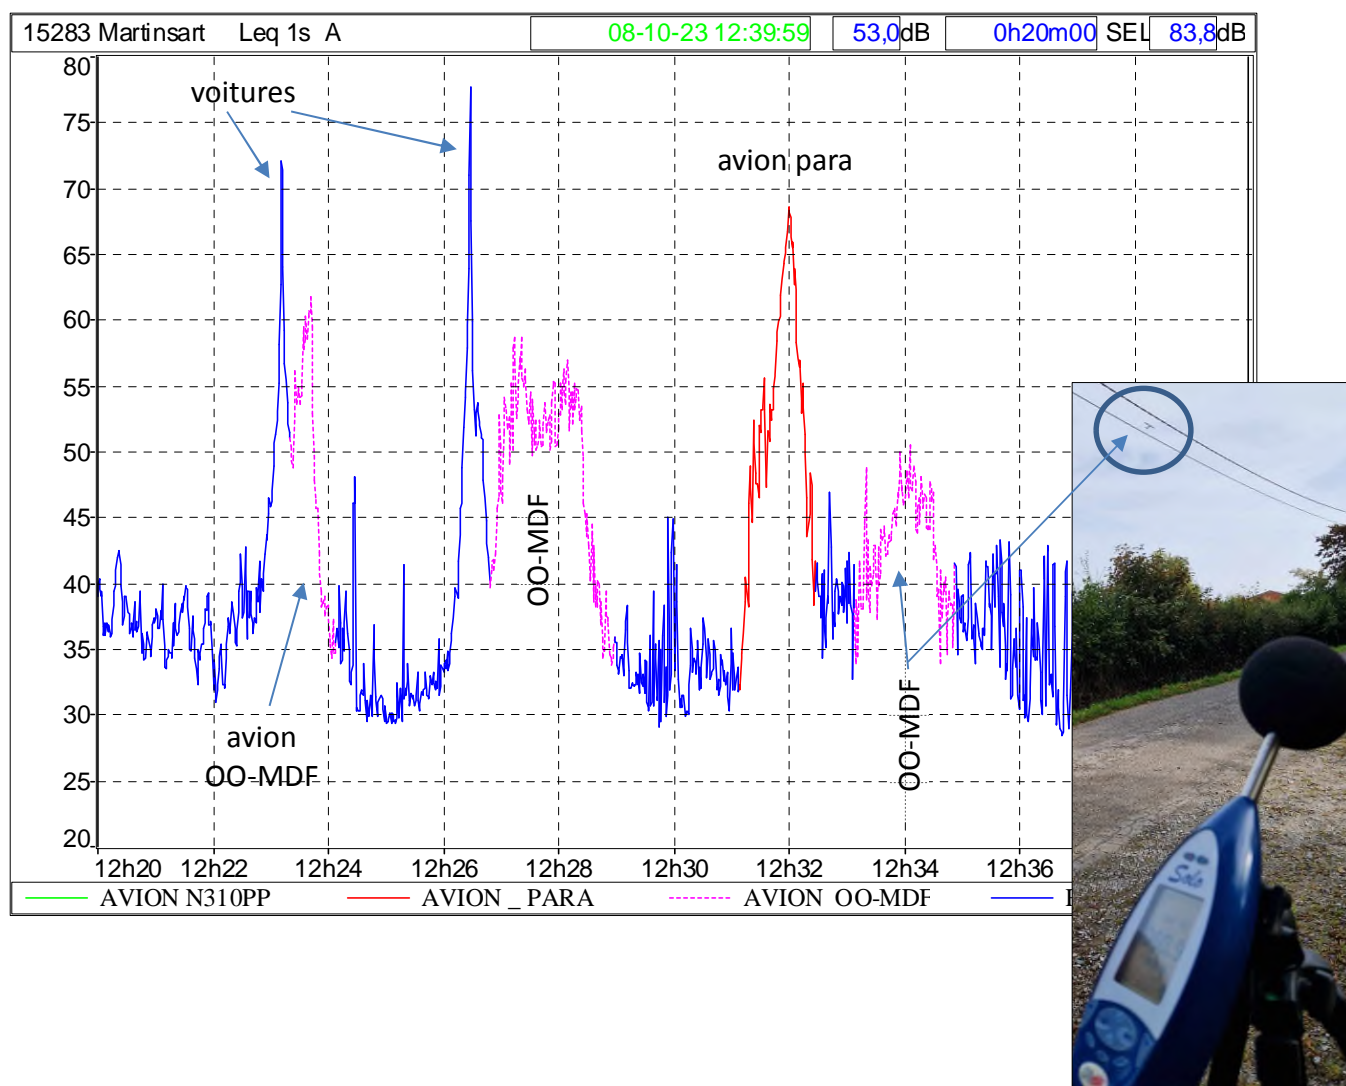 15283 Martinsart Leq 1s A 08-10-23 12:39:59 53,0dB 0h20m00 SEL 83,8dB
80
75
70
65
60
55
50
45
40
35
30
25
20
voitures
avion para
OO-MDF
OO-MDF
avion
OO-MDF
12h20 12h22 12h24 12h26 12h28 12h30 12h32 12h34 12h36
AVION N310PP AVION _ PARA AVION OO-MDF
Solo